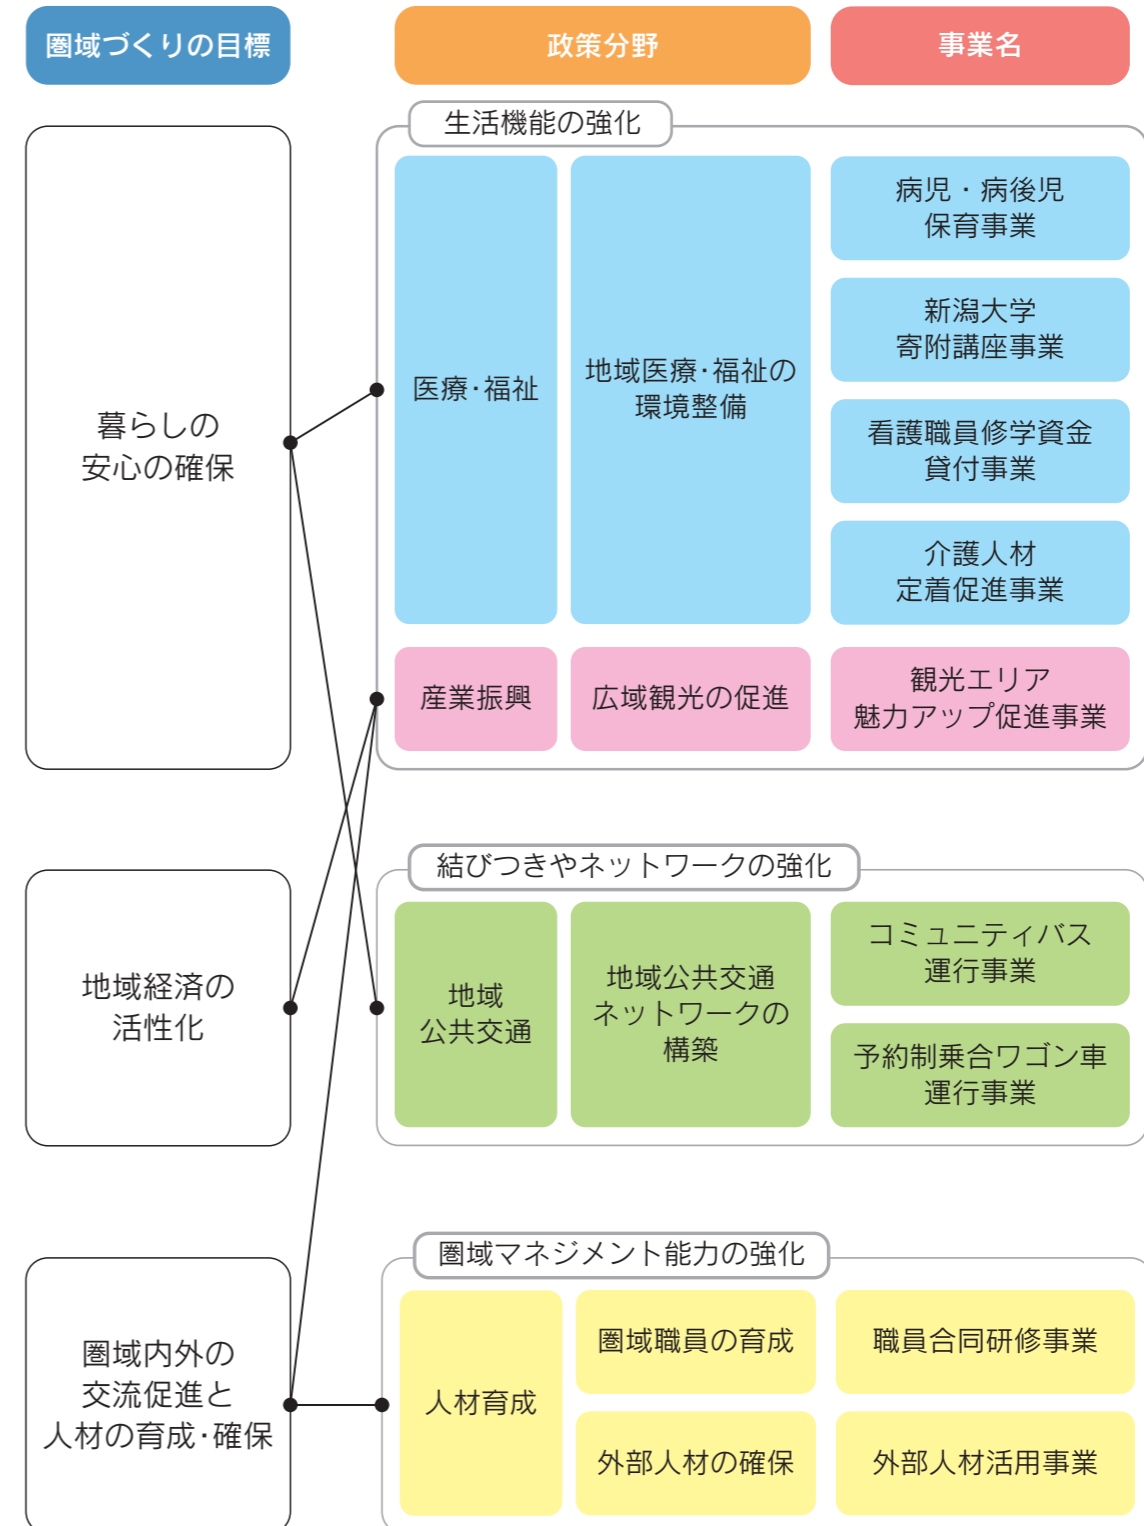 圏域づくりの目標
政策分野
事業名
暮らしの
安心の確保
生活機能の強化
医療・福祉
地域医療・福祉の
環境整備
病児・病後児
保育事業
新潟大学
寄附講座事業
看護職員修学資金
貸付事業
介護人材
定着促進事業
産業振興
広域観光の促進
観光エリア
魅力アップ促進事業
地域経済の
活性化
結びつきやネットワークの強化
地域
公共交通
地域公共交通
ネットワークの
構築
コミュニティバス
運行事業
予約制乗合ワゴン車
運行事業
圏域内外の
交流促進と
人材の育成・確保
圏域マネジメント能力の強化
人材育成
圏域職員の育成
職員合同研修事業
外部人材の確保
外部人材活用事業